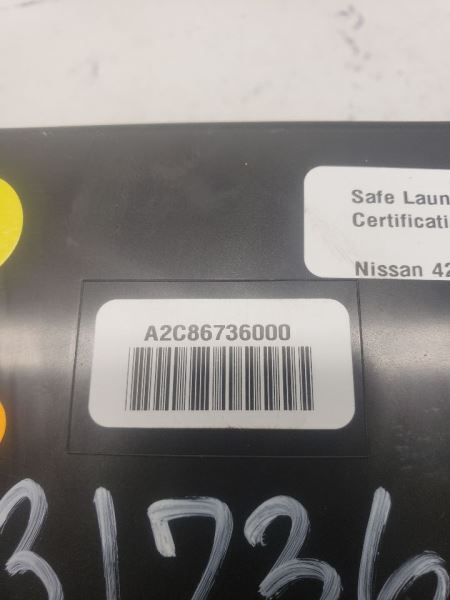 Safe Laun
Certificati
Nissan 42
A2C86736000
31736